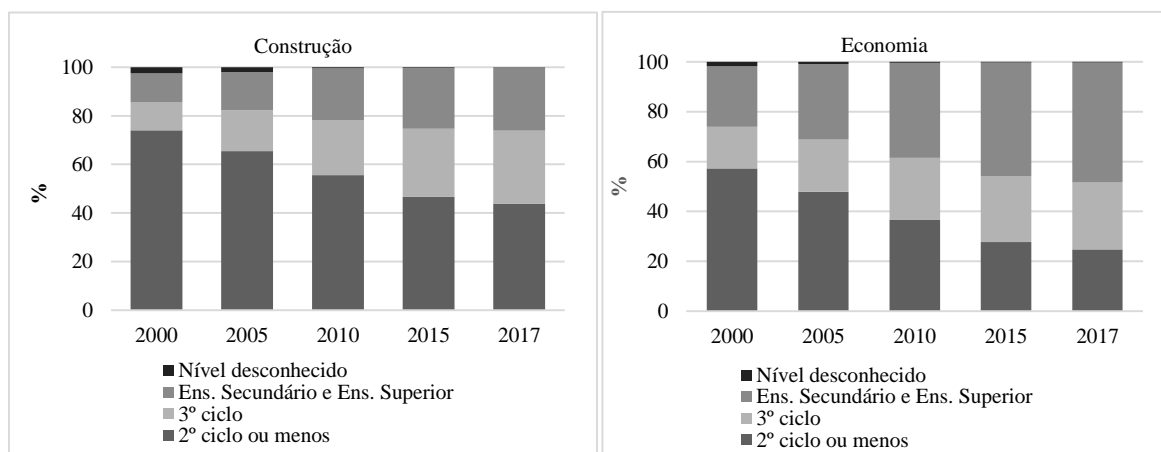 Construção
100
80
60
40
20
0
%
2000 2005 2010 2015 2017
Nível desconhecido
Ens. Secundário e Ens. Superior
3º ciclo
2º ciclo ou menos
Economia
100
80
60
40
20
0
%
2000 2005 2010 2015 2017
Nível desconhecido
Ens. Secundário e Ens. Superior
3º ciclo
2º ciclo ou menos